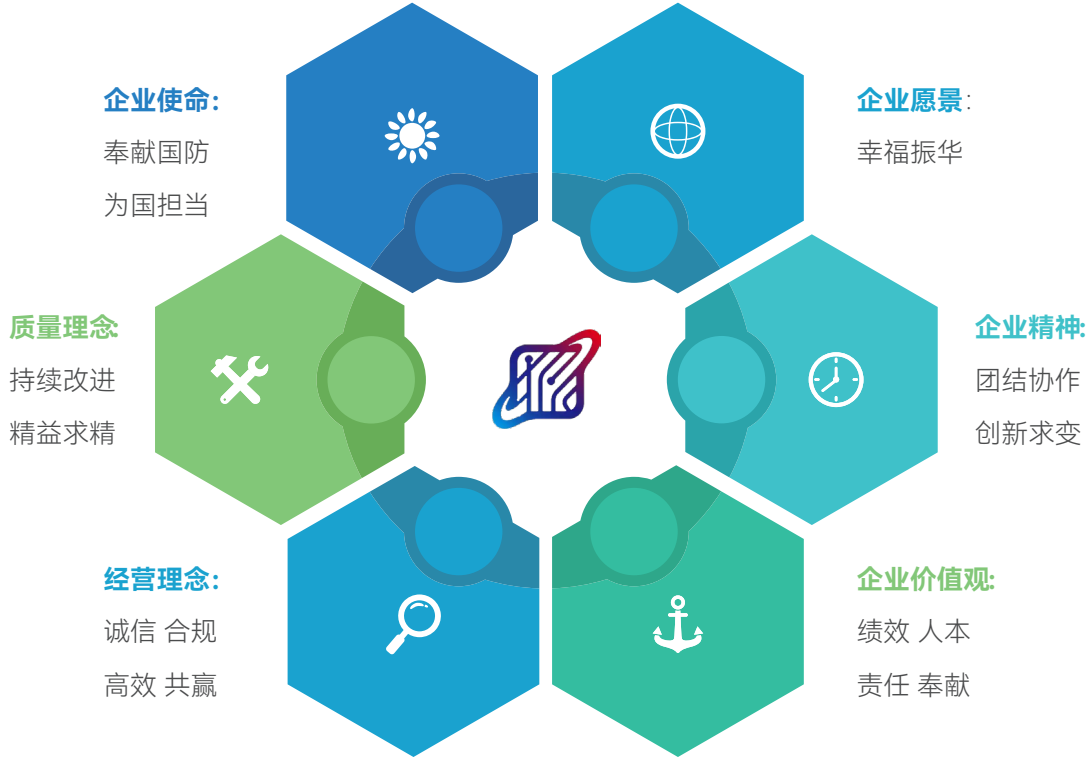 企业使命:
奉献国防
为国担当
企业愿景:
幸福振华
质量理念:
持续改进
精益求精
企业精神:
团结协作
创新求变
经营理念:
诚信 合规
高效 共赢
企业价值观:
绩效 人本
责任 奉献